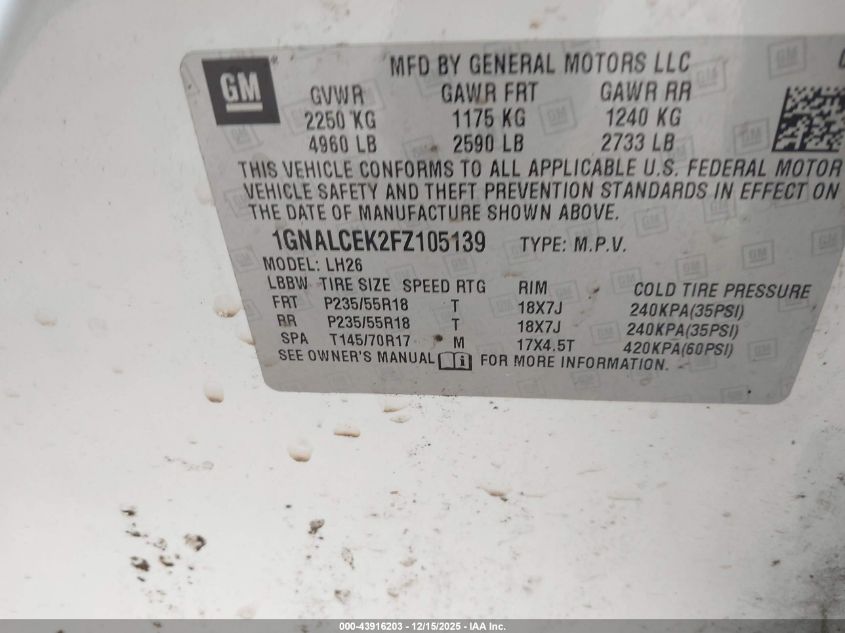 GM
MFD BY GENERAL MOTORS LLC
GVWR GAWR FRT GAWR RR
2250 KG 1175 KG 1240 KG
4960 LB 2590 LB 2733 LB
THIS VEHICLE CONFORMS TO ALL APPLICABLE U.S. FEDERAL MOTOR
VEHICLE SAFETY AND THEFT PREVENTION STANDARDS IN EFFECT ON
THE DATE OF MANUFACTURE SHOWN ABOVE.
1GNALCEK2FZ105139 TYPE: M.P.V.
MODEL: LH26
LBBW TIRE SIZE SPEED RTG RIM COLD TIRE PRESSURE
FRT P235/55R18 T 18X7J 240KPA(35PSI)
RR P235/55R18 T 18X7J 240KPA(35PSI)
SPA T145/70R17 M 17X4.5T 420KPA(60PSI)
SEE OWNER'S MANUAL FOR MORE INFORMATION.
000-43916203 - 12/15/2025 - IAA Inc.